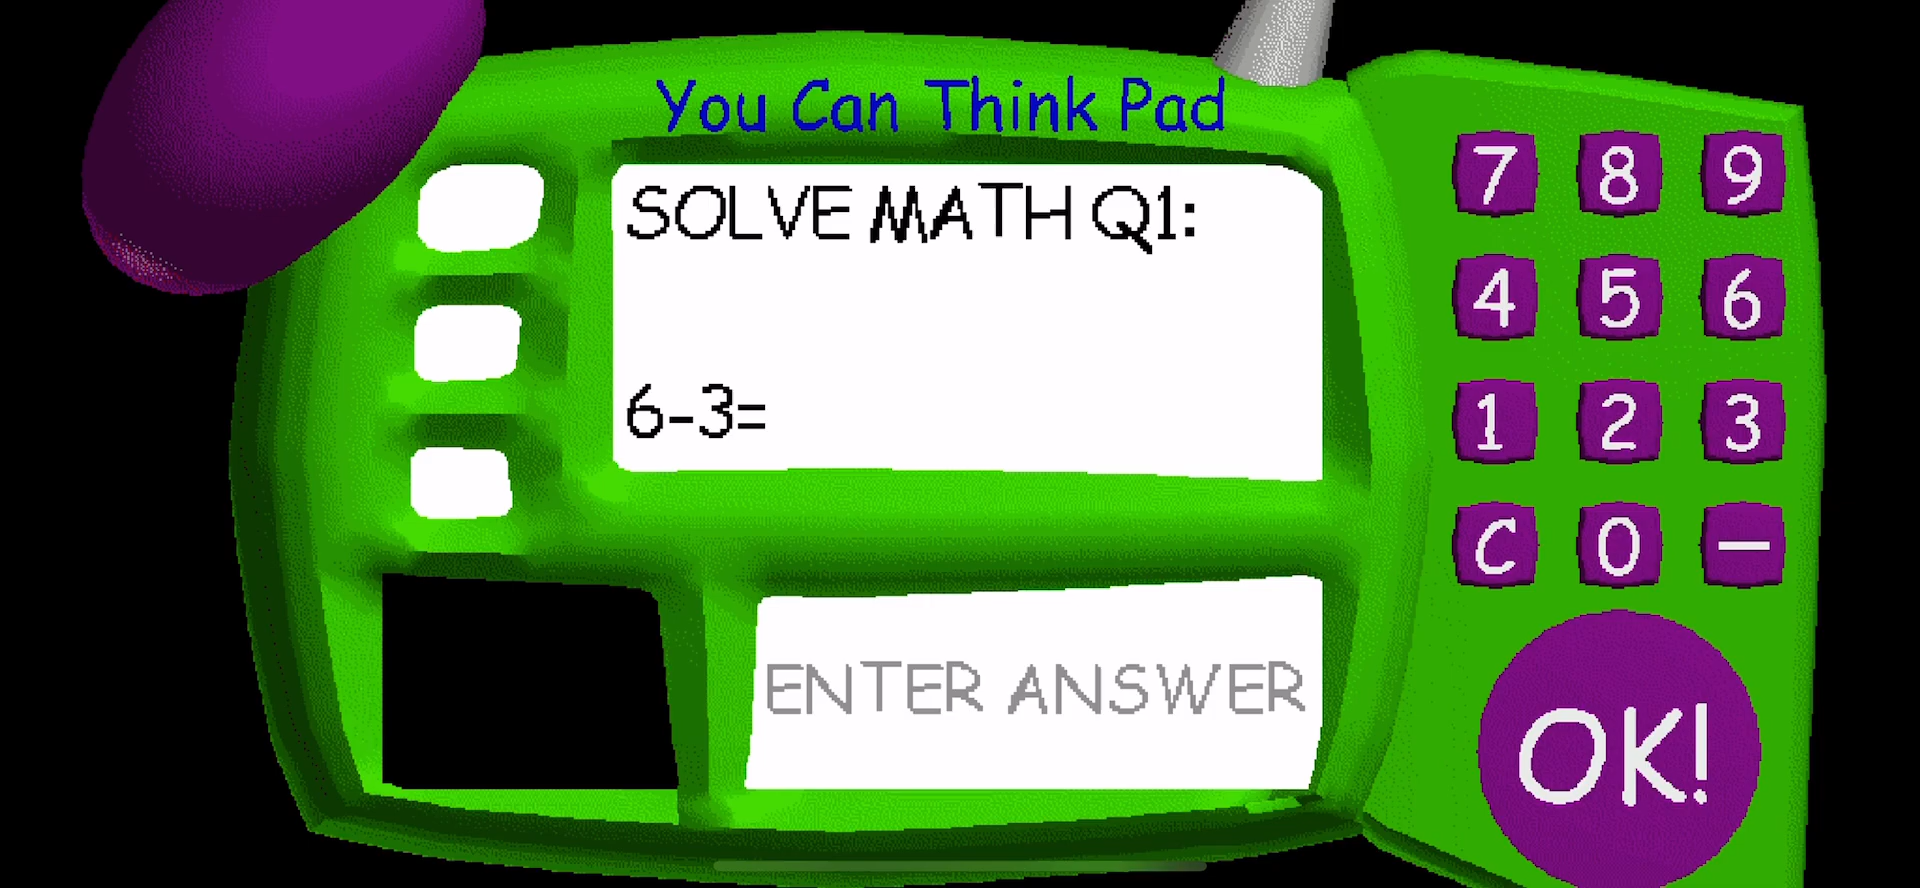 You Can Think Pad
SOLVE MATH Q1:
6-3=
ENTER ANSWER
7 8 9
4 5 6
1 2 3
C 0 –
OK!